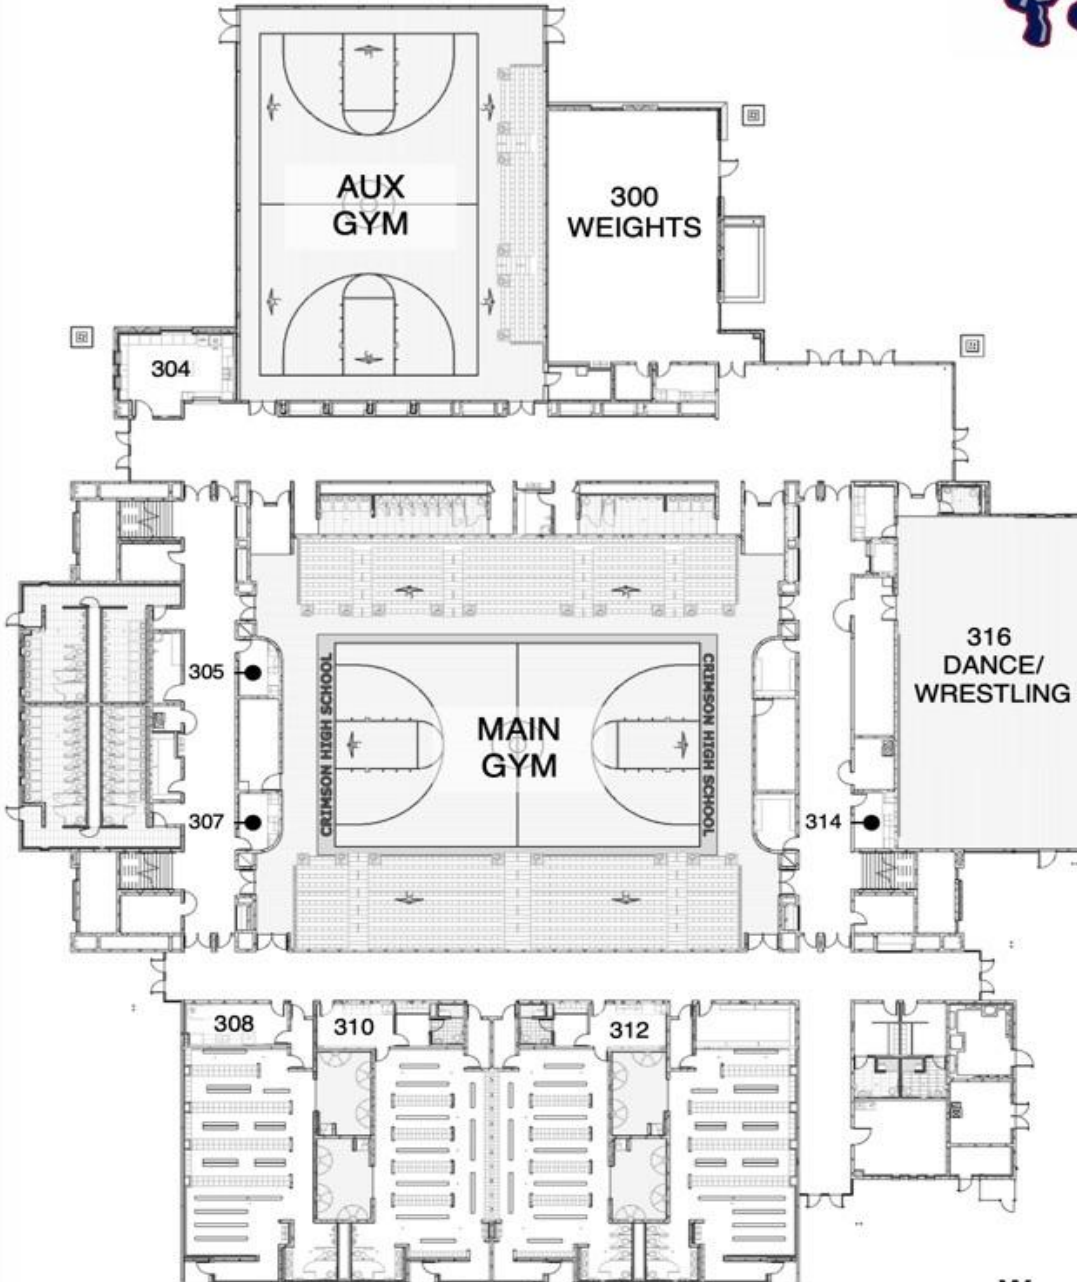 AUX
GYM
300
WEIGHTS
304
305
CRIMSON HIGH SCHOOL
MAIN
GYM
CRIMSON HIGH SCHOOL
316
DANCE/
WRESTLING
307
314
308
310
312